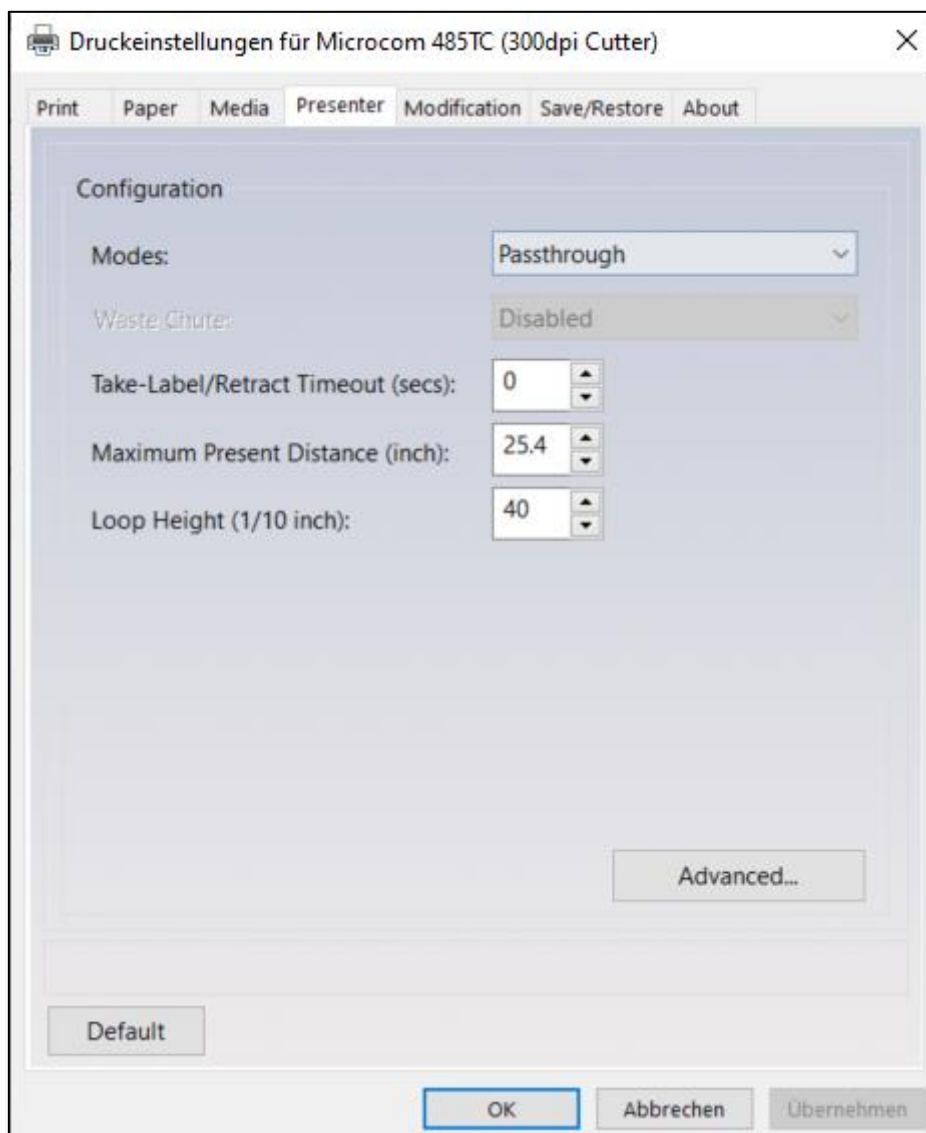 Druckeinstellungen für Microcom 485TC (300dpi Cutter)
Print Paper Media Presenter Modification Save/Restore About
Configuration
Modes: Passthrough
Waste Chute: Disabled
Take-Label/Retract Timeout (secs): 0
Maximum Present Distance (inch): 25.4
Loop Height (1/10 inch): 40
Advanced...
Default
OK Abbrechen Übernehmen